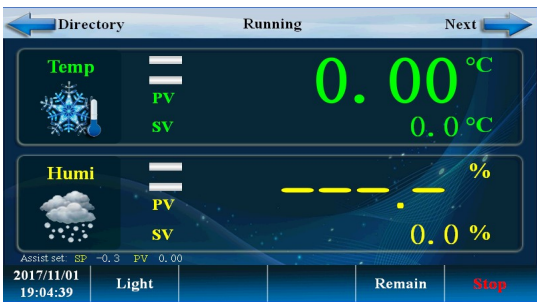 Directory Running Next
Temp
PV 0.00 °C
SV 0.0 °C
Humi
PV ---.- %
SV 0.0 %
Assist set: SP -0.3 PV 0.00
2017/11/01
19:04:39
Light Remain Stop